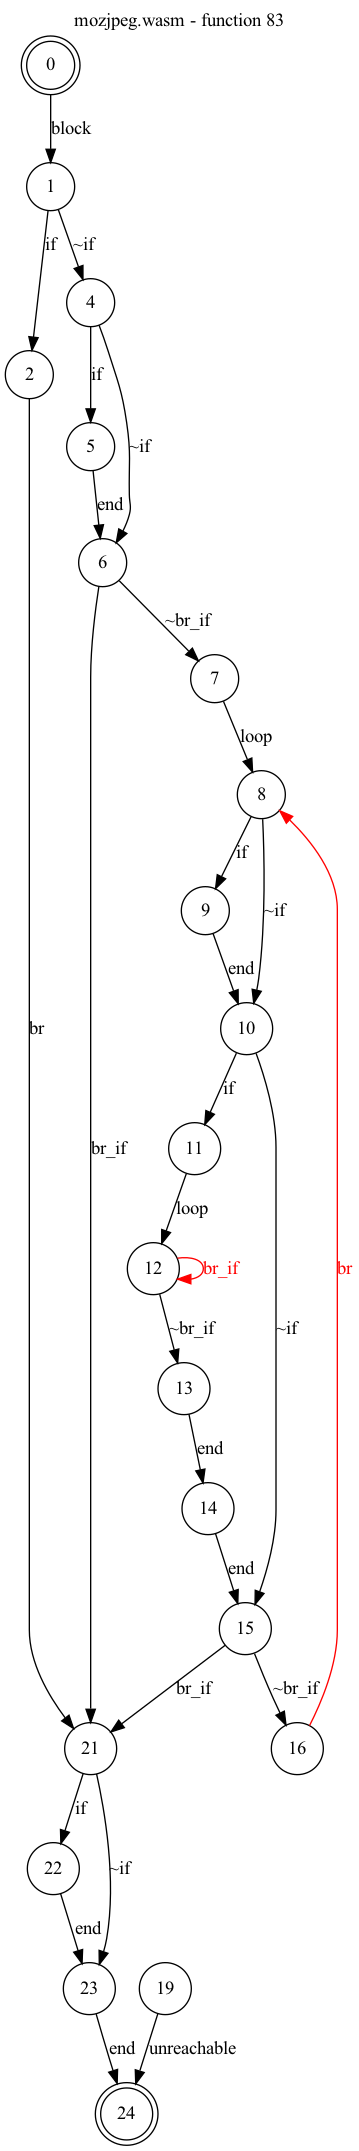 mozjpeg.wasm - function 83
0
block
1
if
~if
4
2
if
5
~if
end
6
~br_if
7
loop
8
if
~if
9
end
10
br
if
br_if
11
loop
12
br_if
br
~br_if
~if
13
end
14
end
15
br_if
~br_if
21
16
if
~if
22
end
23
19
end
unreachable
24